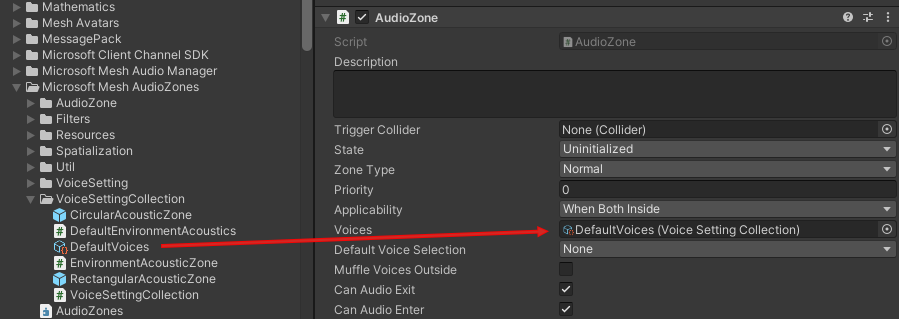 Mathematics
Mesh Avatars
MessagePack
Microsoft Client Channel SDK
Microsoft Mesh Audio Manager
Microsoft Mesh AudioZones
AudioZone
Filters
Resources
Spatialization
Util
VoiceSetting
VoiceSettingCollection
CircularAcousticZone
DefaultEnvironmentAcoustics
DefaultVoices
EnvironmentAcousticZone
RectangularAcousticZone
VoiceSettingCollection
AudioZones
AudioZone
Script AudioZone
Description
Trigger Collider None (Collider)
State Uninitialized
Zone Type Normal
Priority 0
Applicability When Both Inside
Voices DefaultVoices (Voice Setting Collection)
Default Voice Selection None
Muffle Voices Outside
Can Audio Exit
Can Audio Enter